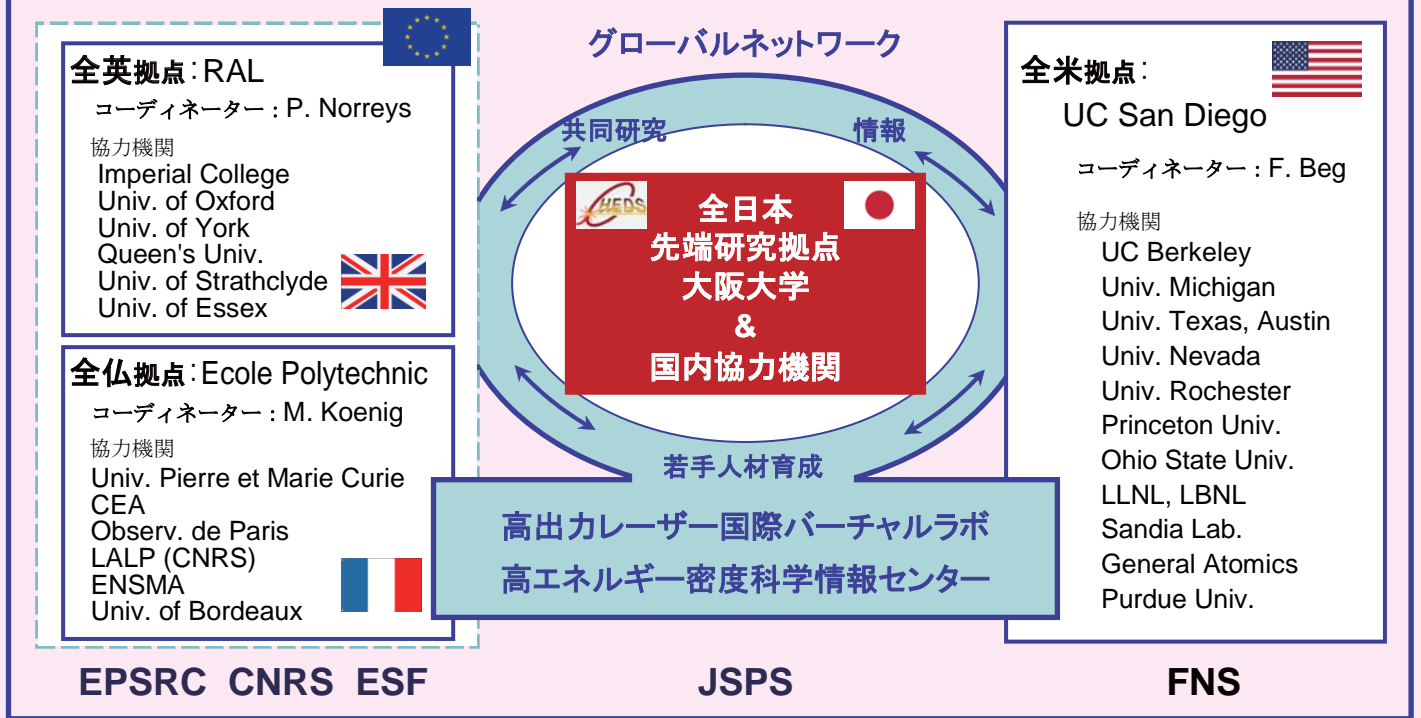 グローバルネットワーク
全英拠点:RAL
コーディネーター:P. Norreys
協力機関
Imperial College
Univ. of Oxford
Univ. of York
Queen's Univ.
Univ. of Strathclyde
Univ. of Essex
全仏拠点:Ecole Polytechnic
コーディネーター:M. Koenig
協力機関
Univ. Pierre et Marie Curie
CEA
Observ. de Paris
LALP (CNRS)
ENSMA
Univ. of Bordeaux
共同研究
情報
HEDS
全日本
先端研究拠点
大阪大学
&
国内協力機関
若手人材育成
高出力レーザー国際バーチャルラボ
高エネルギー密度科学情報センター
全米拠点:
UC San Diego
コーディネーター:F. Beg
協力機関
UC Berkeley
Univ. Michigan
Univ. Texas, Austin
Univ. Nevada
Univ. Rochester
Princeton Univ.
Ohio State Univ.
LLNL, LBNL
Sandia Lab.
General Atomics
Purdue Univ.
EPSRC CNRS ESF
JSPS
FNS